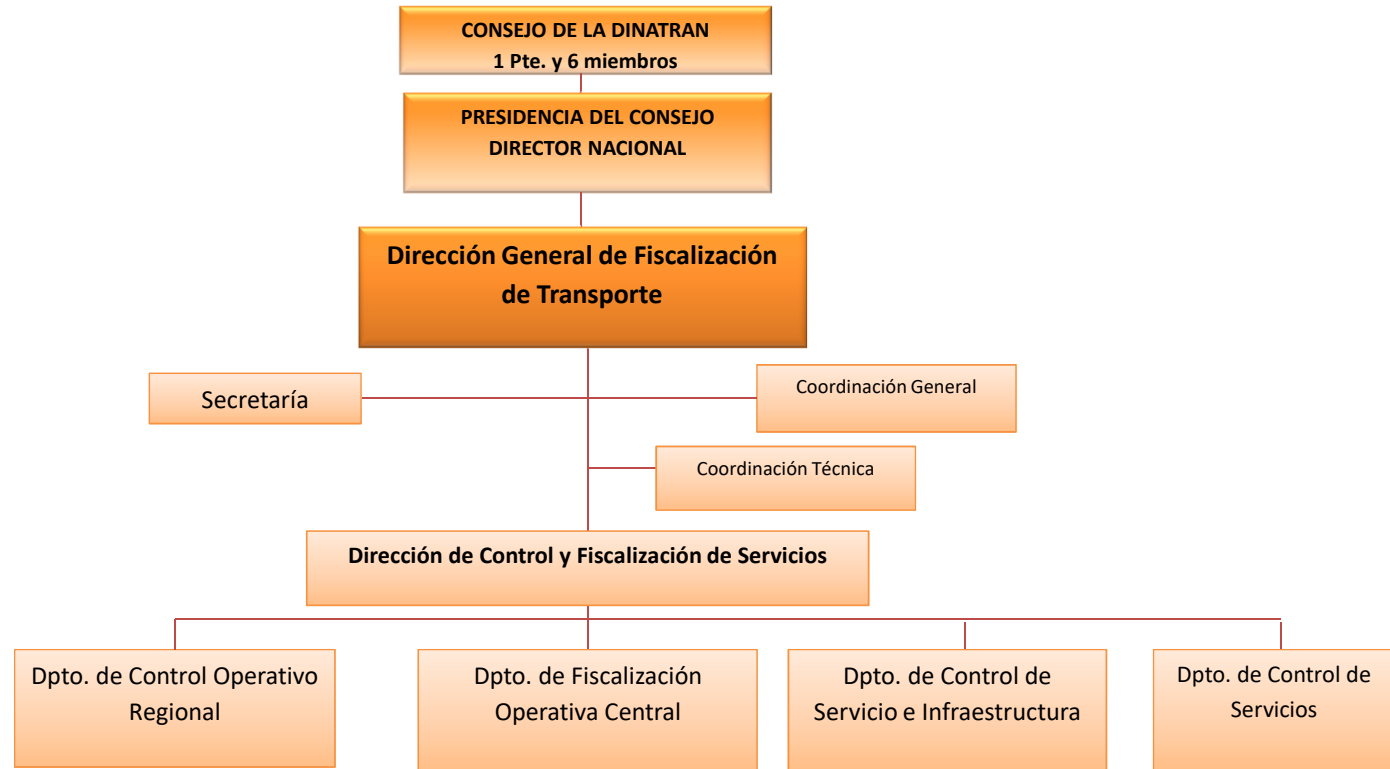 CONSEJO DE LA DINATRAN
1 Pte. y 6 miembros
PRESIDENCIA DEL CONSEJO
DIRECTOR NACIONAL
Dirección General de Fiscalización
de Transporte
Secretaría
Coordinación General
Coordinación Técnica
Dirección de Control y Fiscalización de Servicios
Dpto. de Control Operativo
Regional
Dpto. de Fiscalización
Operativa Central
Dpto. de Control de
Servicio e Infraestructura
Dpto. de Control de
Servicios